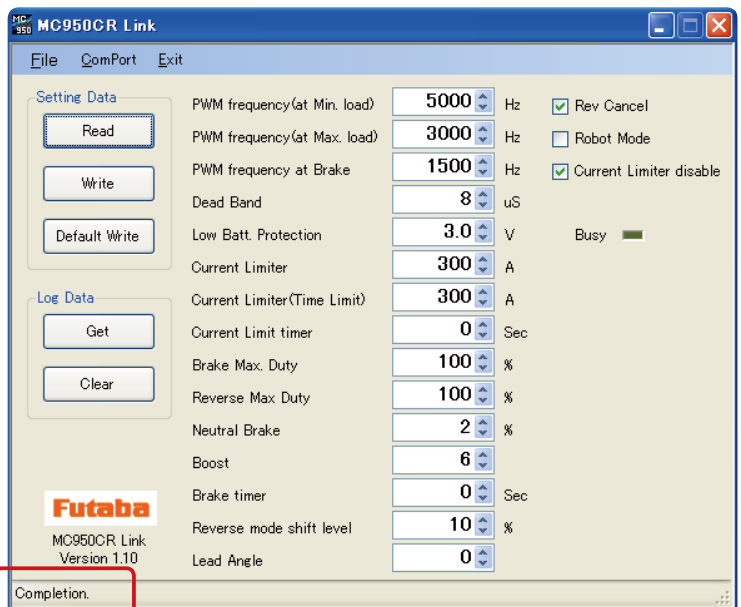 MC950CR Link
File ComPort Exit
Setting Data
Read
Write
Default Write
Log Data
Get
Clear
Futaba
MC950CR Link
Version 1.10
PWM frequency(at Min. load) 5000 Hz
PWM frequency(at Max. load) 3000 Hz
PWM frequency at Brake 1500 Hz
Dead Band 8 uS
Low Batt. Protection 3.0 V
Current Limiter 300 A
Current Limiter(Time Limit) 300 A
Current Limit timer 0 Sec
Brake Max. Duty 100 %
Reverse Max Duty 100 %
Neutral Brake 2 %
Boost 6
Brake timer 0 Sec
Reverse mode shift level 10 %
Lead Angle 0
Rev Cancel
Robot Mode
Current Limiter disable
Busy
Completion.
MC
950